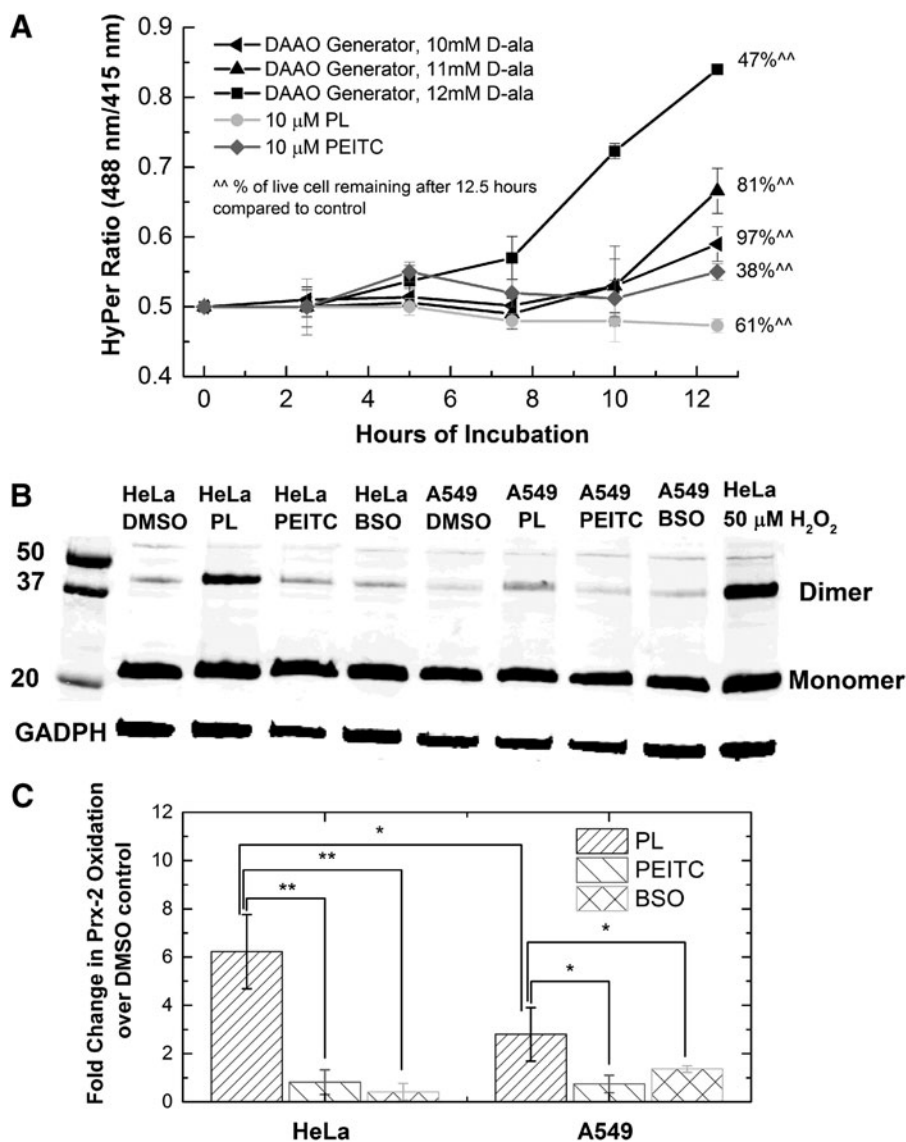 A
HyPer Ratio (488 nm/415 nm)
0.9
0.8
0.7
0.6
0.5
0.4
DAAO Generator, 10mM D-ala
DAAO Generator, 11mM D-ala
DAAO Generator, 12mM D-ala
10 μM PL
10 μM PEITC
^^ % of live cell remaining after 12.5 hours
compared to control
47%^^
81%^^
97%^^
38%^^
61%^^
0 2 4 6 8 10 12
Hours of Incubation
B
HeLa HeLa HeLa HeLa A549 A549 A549 A549 HeLa
DMSO PL PEITC BSO DMSO PL PEITC BSO 50 μM H₂O₂
50
37
Dimer
20
Monomer
GADPH
C
Fold Change in Prx-2 Oxidation
over DMSO control
12
10
8
6
4
2
0
*
**
**
*
*
PL
PEITC
BSO
HeLa A549